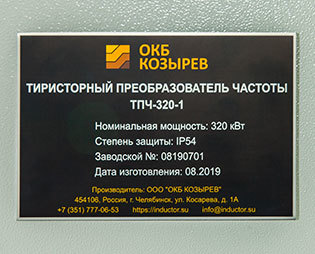 ОКБ
КОЗЫРЕВ
ТИРИСТОРНЫЙ ПРЕОБРАЗОВАТЕЛЬ ЧАСТОТЫ
ТПЧ-320-1
Номинальная мощность: 320 кВт
Степень защиты: IP54
Заводской №: 08190701
Дата изготовления: 08.2019
Производитель: ООО "ОКБ КОЗЫРЕВ"
454106, Россия, г. Челябинск, ул. Косарева, д. 1А
+7 (351) 777-06-53 https://inductor.su info@inductor.su